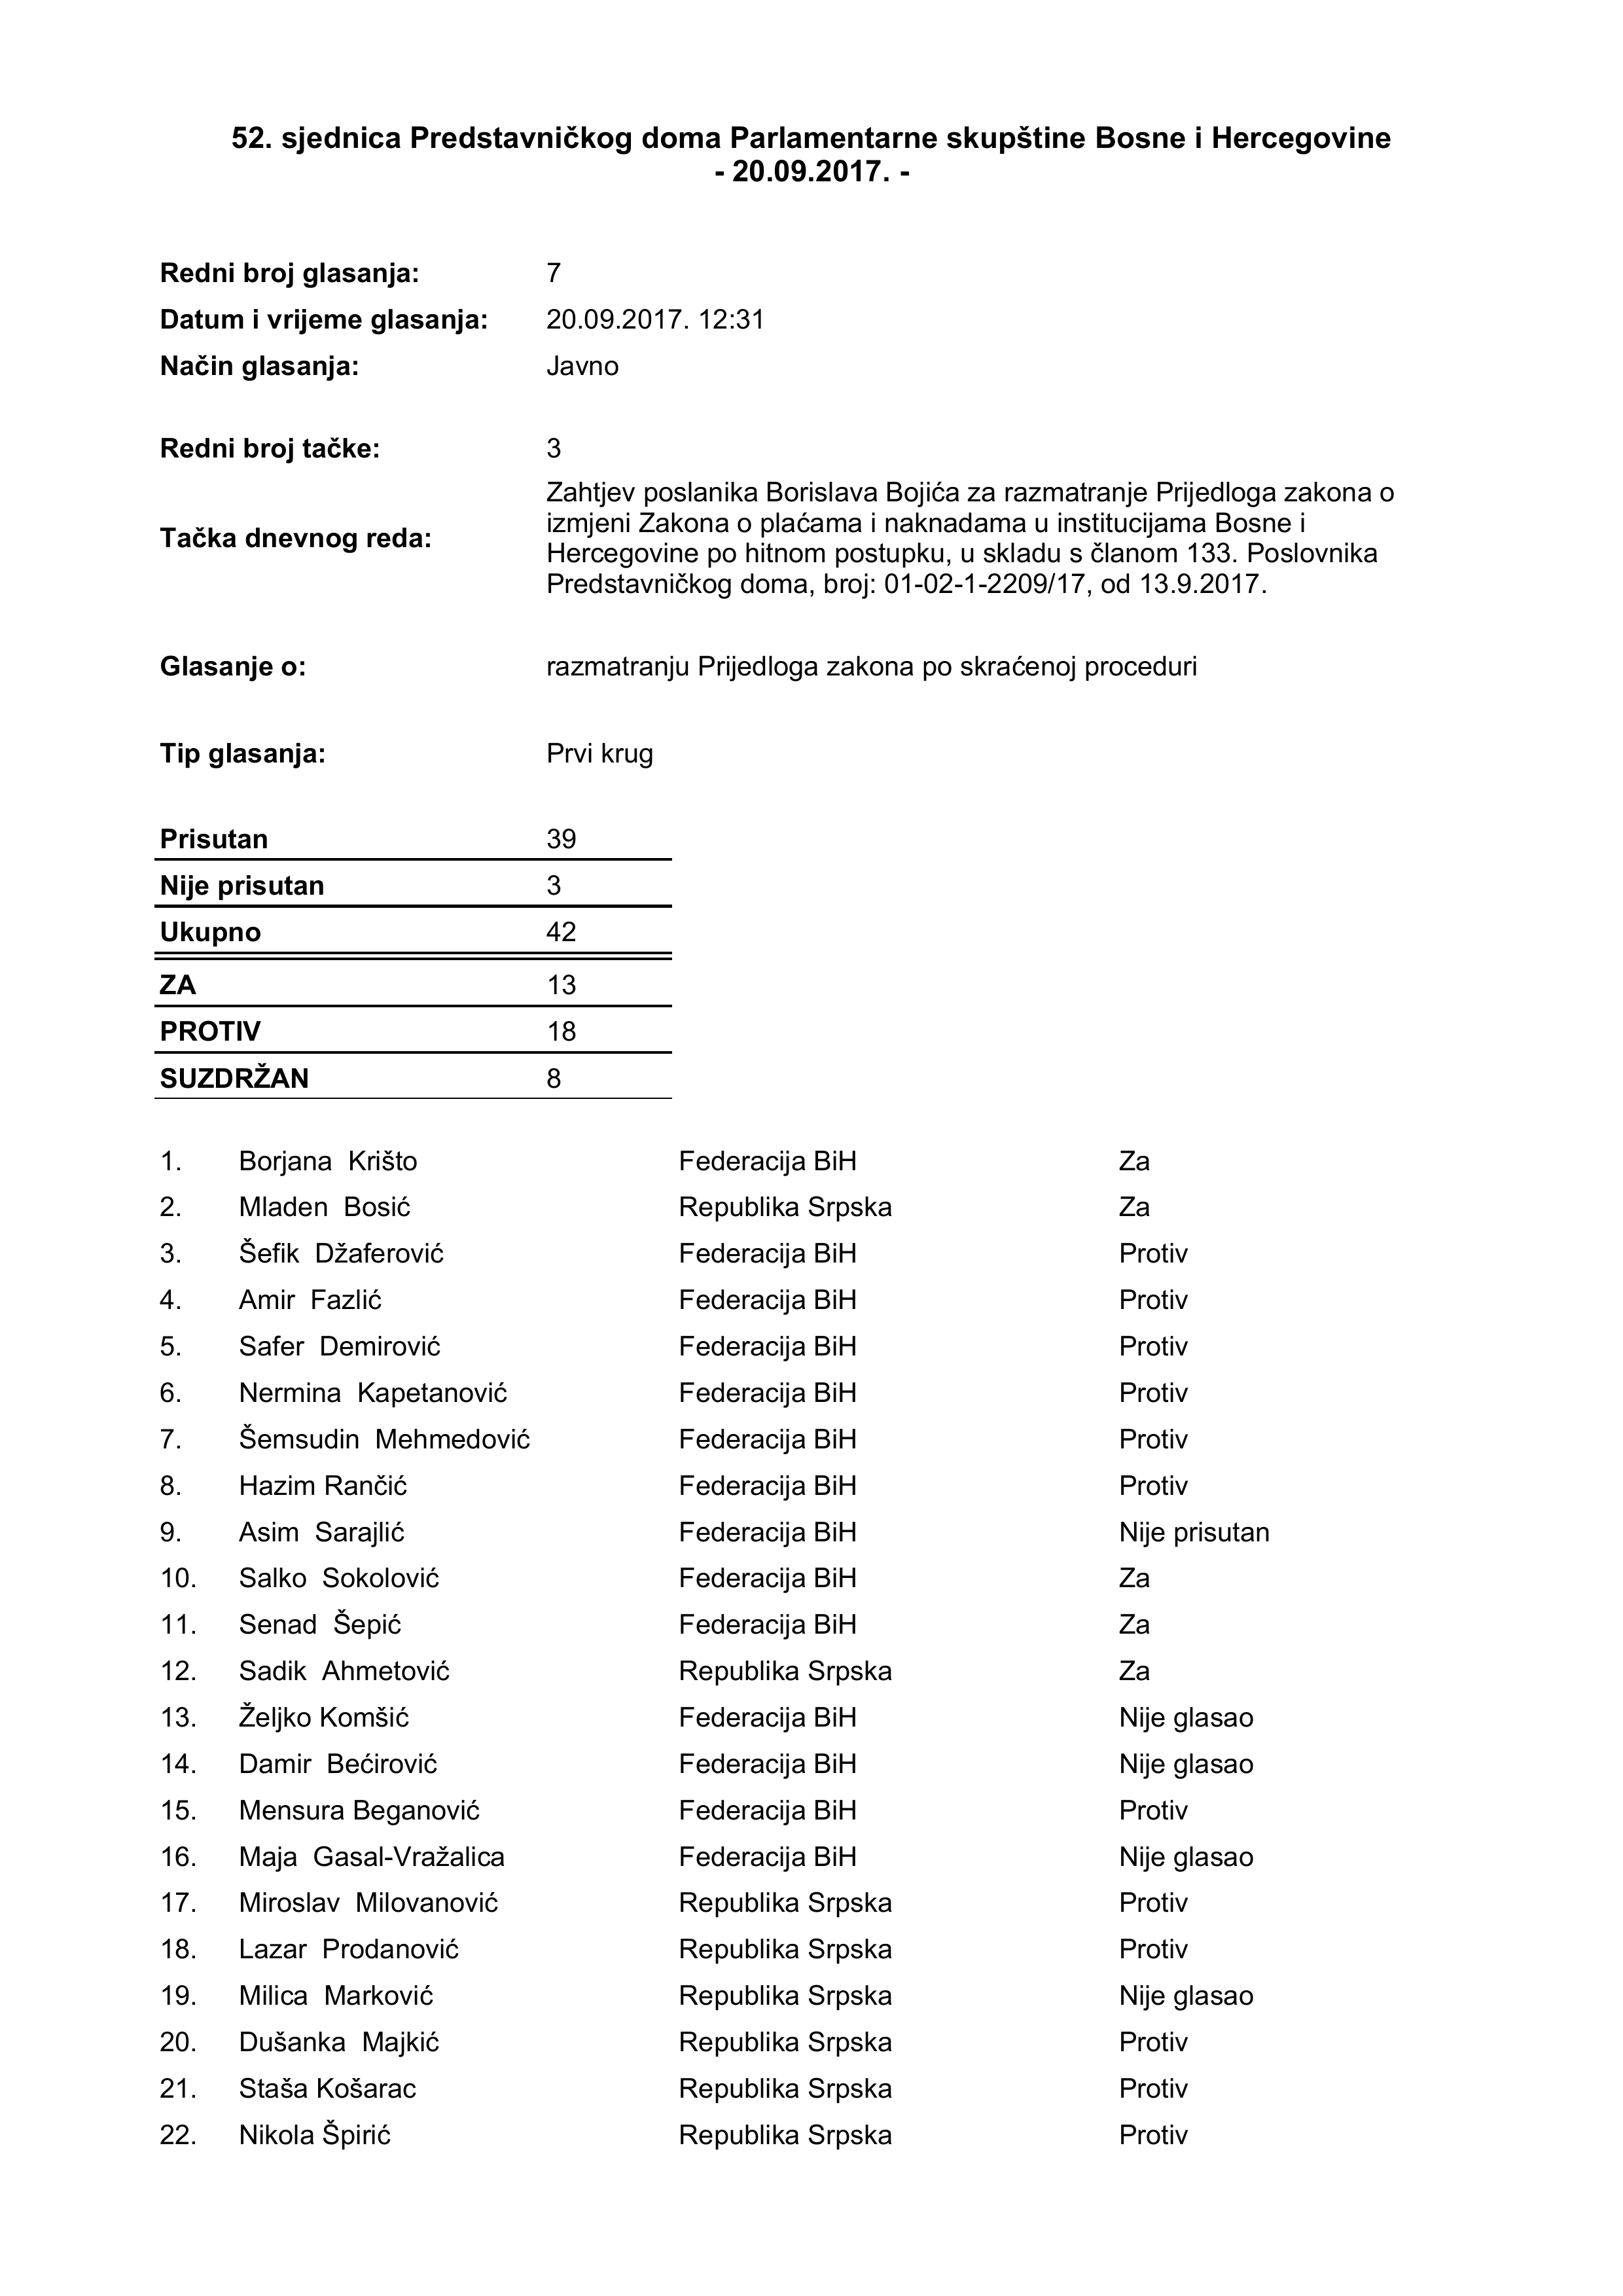 52. sjednica Predstavničkog doma Parlamentarne skupštine Bosne i Hercegovine
- 20.09.2017. -
Redni broj glasanja: 7
Datum i vrijeme glasanja: 20.09.2017. 12:31
Način glasanja: Javno
Redni broj tačke: 3
Tačka dnevnog reda: Zahtjev poslanika Borislava Bojića za razmatranje Prijedloga zakona o
izmjeni Zakona o plaćama i naknadama u institucijama Bosne i
Hercegovine po hitnom postupku, u skladu s članom 133. Poslovnika
Predstavničkog doma, broj: 01-02-1-2209/17, od 13.9.2017.
Glasanje o: razmatranju Prijedloga zakona po skraćenoj proceduri
Tip glasanja: Prvi krug
Prisutan 39
Nije prisutan 3
Ukupno 42
ZA 13
PROTIV 18
SUZDRŽAN 8
1. Borjana Krišto Federacija BiH Za
2. Mladen Bosić Republika Srpska Za
3. Šefik Džaferović Federacija BiH Protiv
4. Amir Fazlić Federacija BiH Protiv
5. Safer Demirović Federacija BiH Protiv
6. Nermina Kapetanović Federacija BiH Protiv
7. Šemsudin Mehmedović Federacija BiH Protiv
8. Hazim Rančić Federacija BiH Protiv
9. Asim Sarajlić Federacija BiH Nije prisutan
10. Salko Sokolović Federacija BiH Za
11. Senad Šepić Federacija BiH Za
12. Sadik Ahmetović Republika Srpska Za
13. Željko Komšić Federacija BiH Nije glasao
14. Damir Bećirović Federacija BiH Nije glasao
15. Mensura Beganović Federacija BiH Protiv
16. Maja Gasal-Vražalica Federacija BiH Nije glasao
17. Miroslav Milovanović Republika Srpska Protiv
18. Lazar Prodanović Republika Srpska Protiv
19. Milica Marković Republika Srpska Nije glasao
20. Dušanka Majkić Republika Srpska Protiv
21. Staša Košarac Republika Srpska Protiv
22. Nikola Špirić Republika Srpska Protiv